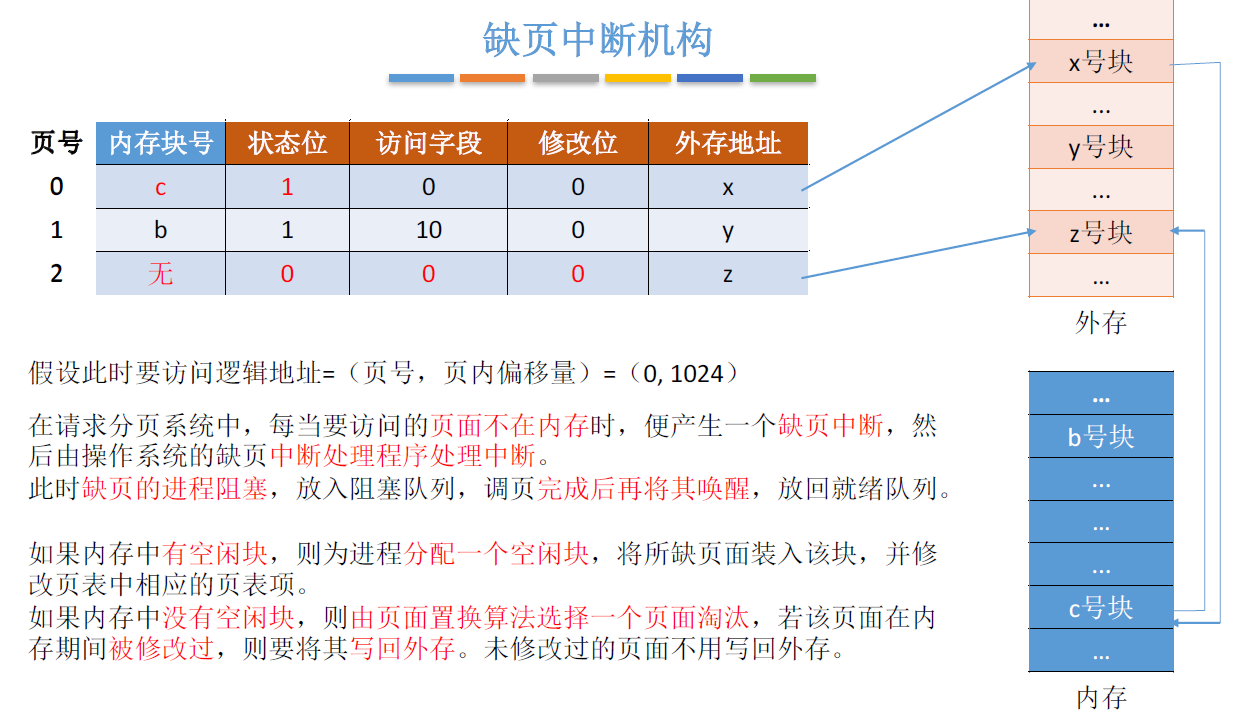 缺页中断机构
页号 内存块号 状态位 访问字段 修改位 外存地址
0 c 1 0 0 x
1 b 1 10 0 y
2 无 0 0 0 z
假设此时要访问逻辑地址=（页号，页内偏移量）=（0, 1024）
在请求分页系统中，每当要访问的页面不在内存时，便产生一个缺页中断，然
后由操作系统的缺页中断处理程序处理中断。
此时缺页的进程阻塞，放入阻塞队列，调页完成后再将其唤醒，放回就绪队列。
如果内存中有空闲块，则为进程分配一个空闲块，将所缺页面装入该块，并修
改页表中相应的页表项。
如果内存中没有空闲块，则由页面置换算法选择一个页面淘汰，若该页面在内
存期间被修改过，则要将其写回外存。未修改过的页面不用写回外存。
...
x号块
...
y号块
...
z号块
...
外存
...
b号块
...
...
...
c号块
...
内存